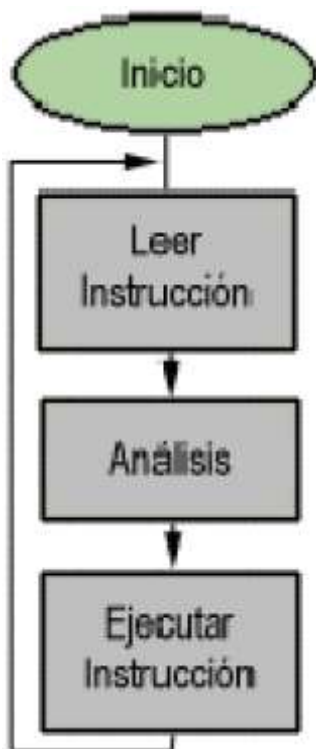 Inicio
Leer
Instrucción
Análisis
Ejecutar
Instrucción